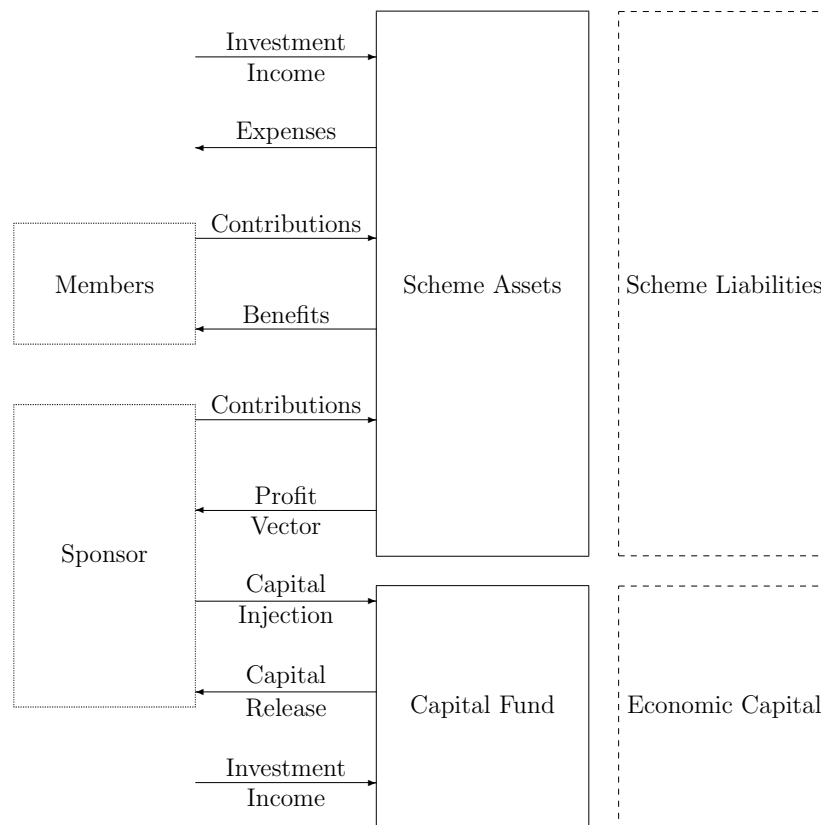 Investment
Income
Expenses
Contributions
Members
Scheme Assets
Scheme Liabilities
Benefits
Contributions
Profit
Vector
Sponsor
Capital
Injection
Capital
Release
Capital Fund
Economic Capital
Investment
Income